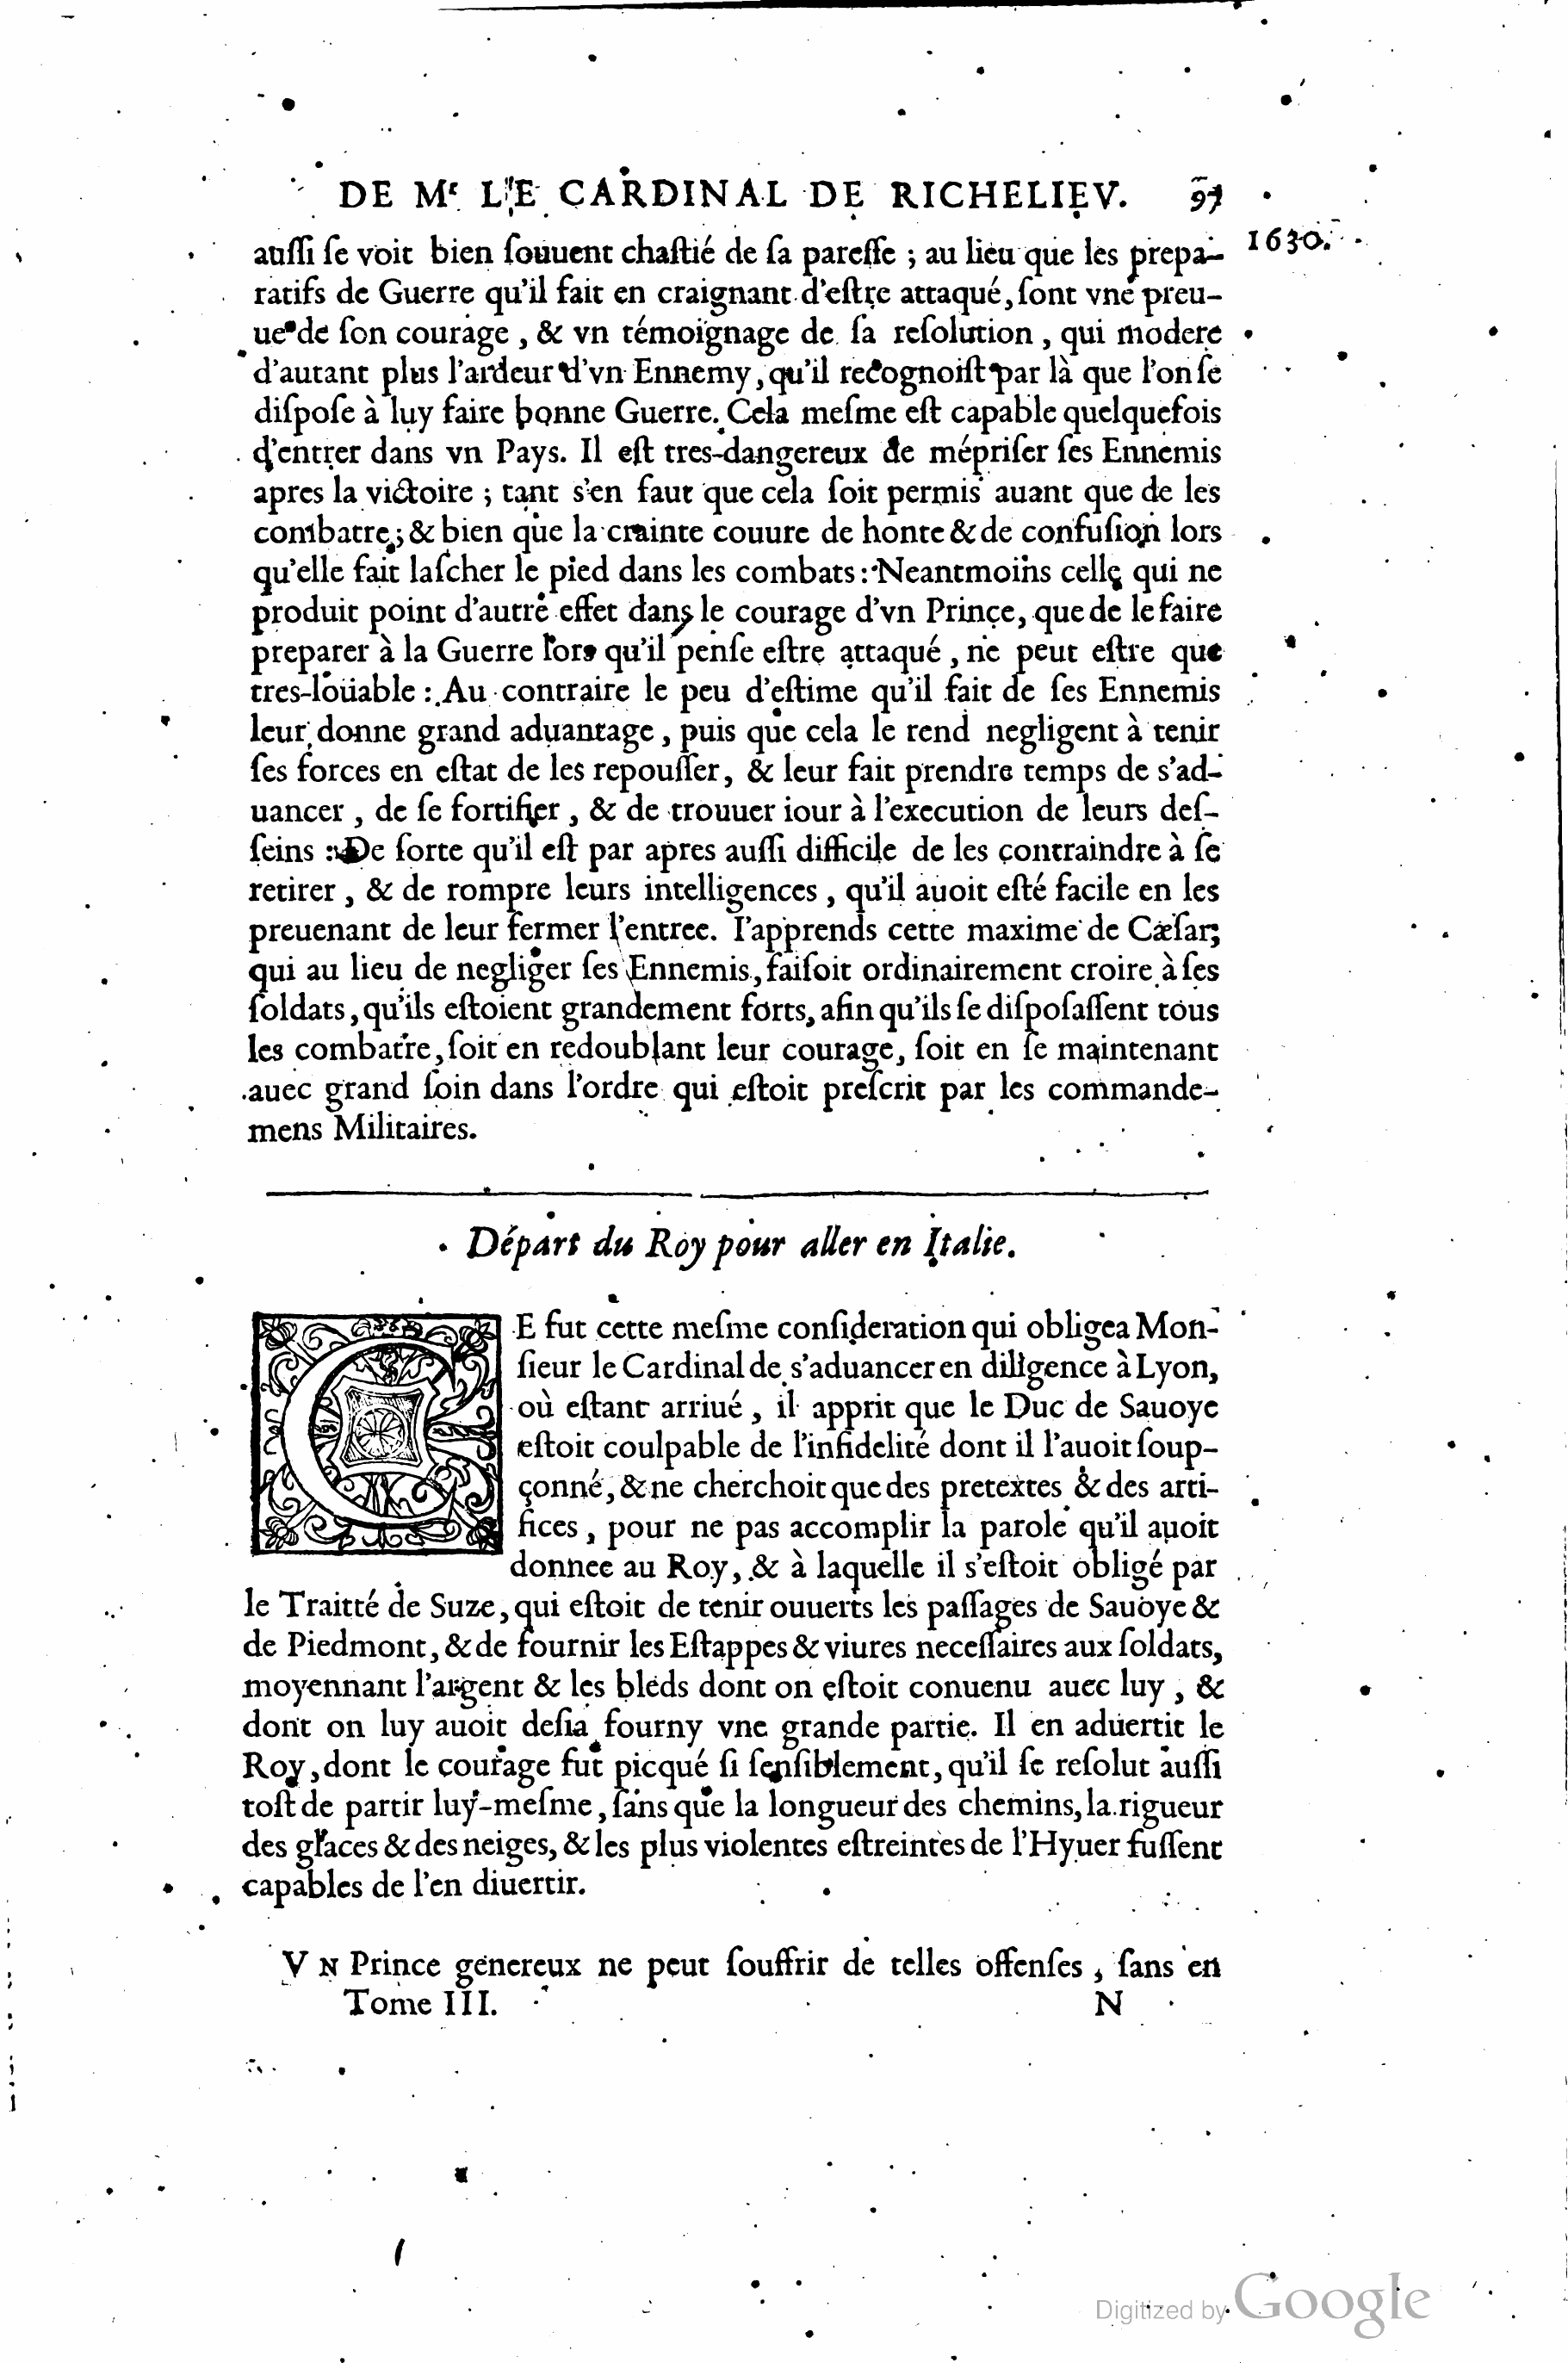 DE Mr LE CARDINAL DE RICHELIEV. 97
1630.
auſſi ſe voit bien ſouuent chaſtié de ſa pareſſe ; au lieu que les prepa-
ratifs de Guerre qu'il fait en craignant d'eſtre attaqué, ſont vne preu-
ue de ſon courage , & vn témoignage de ſa reſolution , qui modere
d'autant plus l'ardeur d'vn Ennemy, qu'il recognoiſt par là que l'on ſe
diſpoſe à luy faire bonne Guerre. Cela meſme eſt capable quelquefois
d'entrer dans vn Pays. Il eſt tres-dangereux de mépriſer ſes Ennemis
apres la victoire ; tant s'en faut que cela ſoit permis auant que de les
combatre ; & bien que la crainte couure de honte & de confuſion lors
qu'elle fait laſcher le pied dans les combats : Neantmoins celle qui ne
produit point d'autre effet dans le courage d'vn Prince, que de le faire
preparer à la Guerre lors qu'il penſe eſtre attaqué , ne peut eſtre que
tres-loüable : Au contraire le peu d'eſtime qu'il fait de ſes Ennemis
leur donne grand aduantage , puis que cela le rend negligent à tenir
ſes forces en eſtat de les repouſſer, & leur fait prendre temps de s'ad-
uancer , de ſe fortifier , & de trouuer iour à l'execution de leurs deſ-
ſeins : De ſorte qu'il eſt par apres auſſi difficile de les contraindre à ſe
retirer , & de rompre leurs intelligences , qu'il auoit eſté facile en les
preuenant de leur fermer l'entree. I'apprends cette maxime de Cæſar,
qui au lieu de negliger ſes Ennemis, faiſoit ordinairement croire à ſes
ſoldats, qu'ils eſtoient grandement forts, afin qu'ils ſe diſpoſaſſent tous
les combatre, ſoit en redoublant leur courage, ſoit en ſe maintenant
auec grand ſoin dans l'ordre qui eſtoit preſcrit par les commande-
mens Militaires.
Départ du Roy pour aller en Italie.
CE fut cette meſme conſideration qui obligea Mon-
ſieur le Cardinal de s'aduancer en diligence à Lyon,
où eſtant arriué , il apprit que le Duc de Sauoye
eſtoit coulpable de l'infidelité dont il l'auoit ſoup-
çonné, & ne cherchoit que des pretextes & des arti-
fices , pour ne pas accomplir la parole qu'il auoit
donnee au Roy, & à laquelle il s'eſtoit obligé par
le Traitté de Suze, qui eſtoit de tenir ouuerts les paſſages de Sauoye &
de Piedmont, & de fournir les Eſtappes & viures neceſſaires aux ſoldats,
moyennant l'argent & les bleds dont on eſtoit conuenu auec luy , &
dont on luy auoit deſia fourny vne grande partie. Il en aduertit le
Roy, dont le courage fut picqué ſi ſenſiblement, qu'il ſe reſolut auſſi
toſt de partir luy-meſme, ſans que la longueur des chemins, la rigueur
des glaces & des neiges, & les plus violentes eſtreintes de l'Hyuer fuſſent
capables de l'en diuertir.
VN Prince genereux ne peut ſouffrir de telles offenſes , ſans en
Tome III. N
Digitized by Google